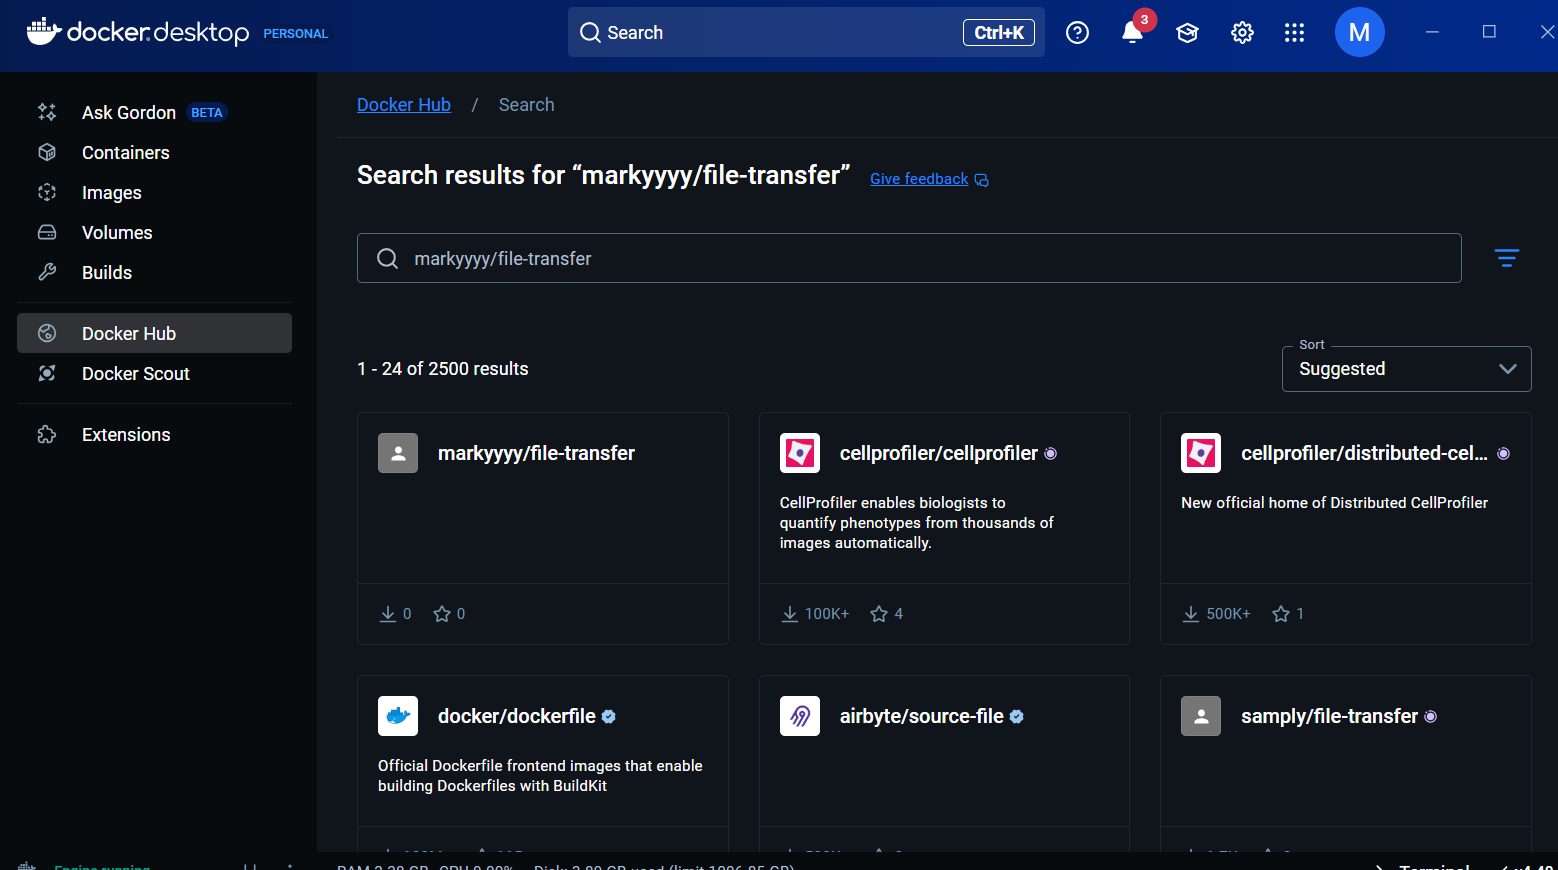 docker.desktop PERSONAL
Search Ctrl+K
3
M
Ask Gordon BETA
Containers
Images
Volumes
Builds
Docker Hub
Docker Scout
Extensions
Docker Hub / Search
Search results for “markyyyy/file-transfer” Give feedback
markyyyy/file-transfer
1 - 24 of 2500 results
Sort
Suggested
markyyyy/file-transfer
0 0
cellprofiler/cellprofiler
CellProfiler enables biologists to
quantify phenotypes from thousands of
images automatically.
100K+ 4
cellprofiler/distributed-cel...
New official home of Distributed CellProfiler
500K+ 1
docker/dockerfile
Official Dockerfile frontend images that enable
building Dockerfiles with BuildKit
airbyte/source-file
samply/file-transfer
Engine running
Terminal